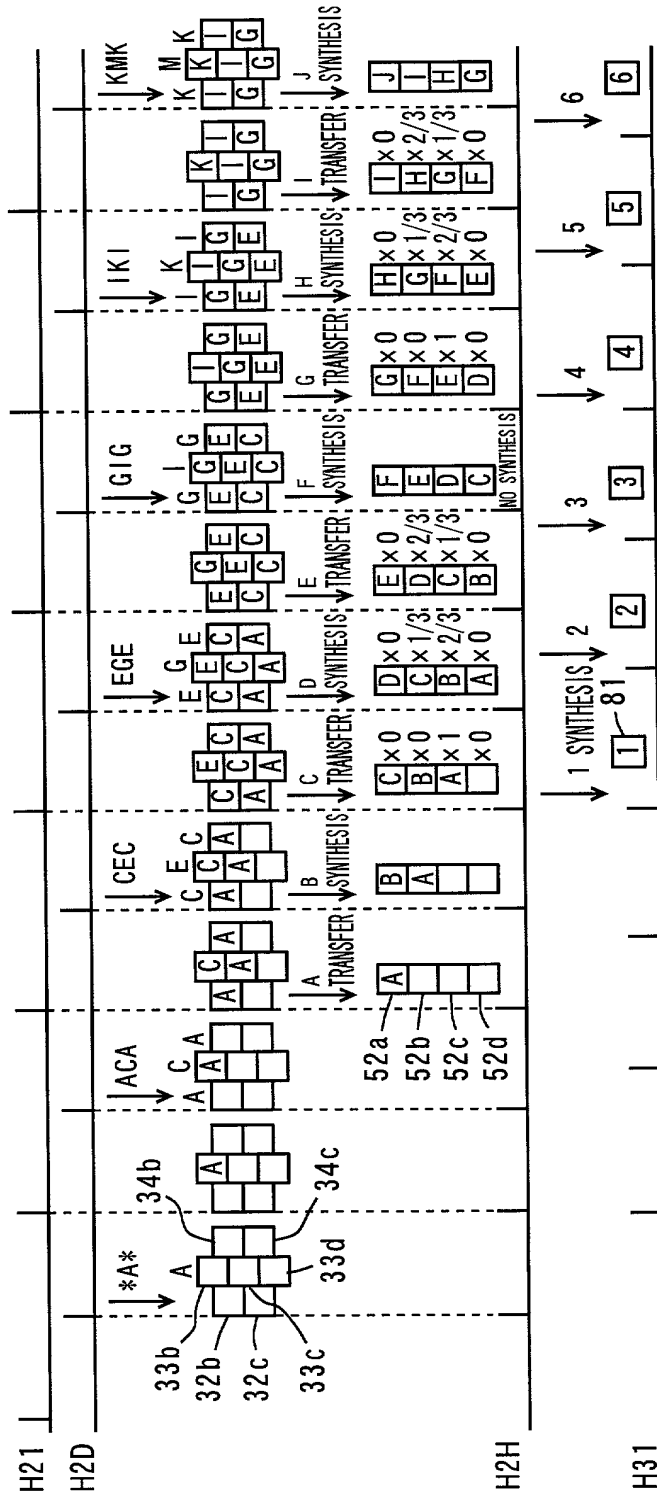 H21
H2D
*A* ACA CEC EGE GIG IKI KMK
A
33b
32b
32c
33c
33d
34b
34c
A
A C A
A
C
A A A
C E C
C
A A A
E
C C C
A A A
E G E
E
C C C
A A A
G
E E E
C C C
G I G
G
E E E
C C C
I
G G G
E E E
I K I
I
G G G
E E E
K
I I I
G G G
K M K
K
I I I
G G G
A TRANSFER
B SYNTHESIS
C TRANSFER
D SYNTHESIS
E TRANSFER
F SYNTHESIS
G TRANSFER
H SYNTHESIS
I TRANSFER
J SYNTHESIS
52a
52b
52c
52d
A
B
A
C ×0
B ×0
A ×1
×0
D ×0
C ×1/3
B ×2/3
A ×0
E ×0
D ×2/3
C ×1/3
B ×0
F
E
D
C
NO SYNTHESIS
G ×0
F ×0
E ×1
D ×0
H ×0
G ×1/3
F ×2/3
E ×0
I ×0
H ×2/3
G ×1/3
F ×0
J
I
H
G
H2H
1 SYNTHESIS 2 3 4 5 6
81
1 2 3 4 5 6
H31